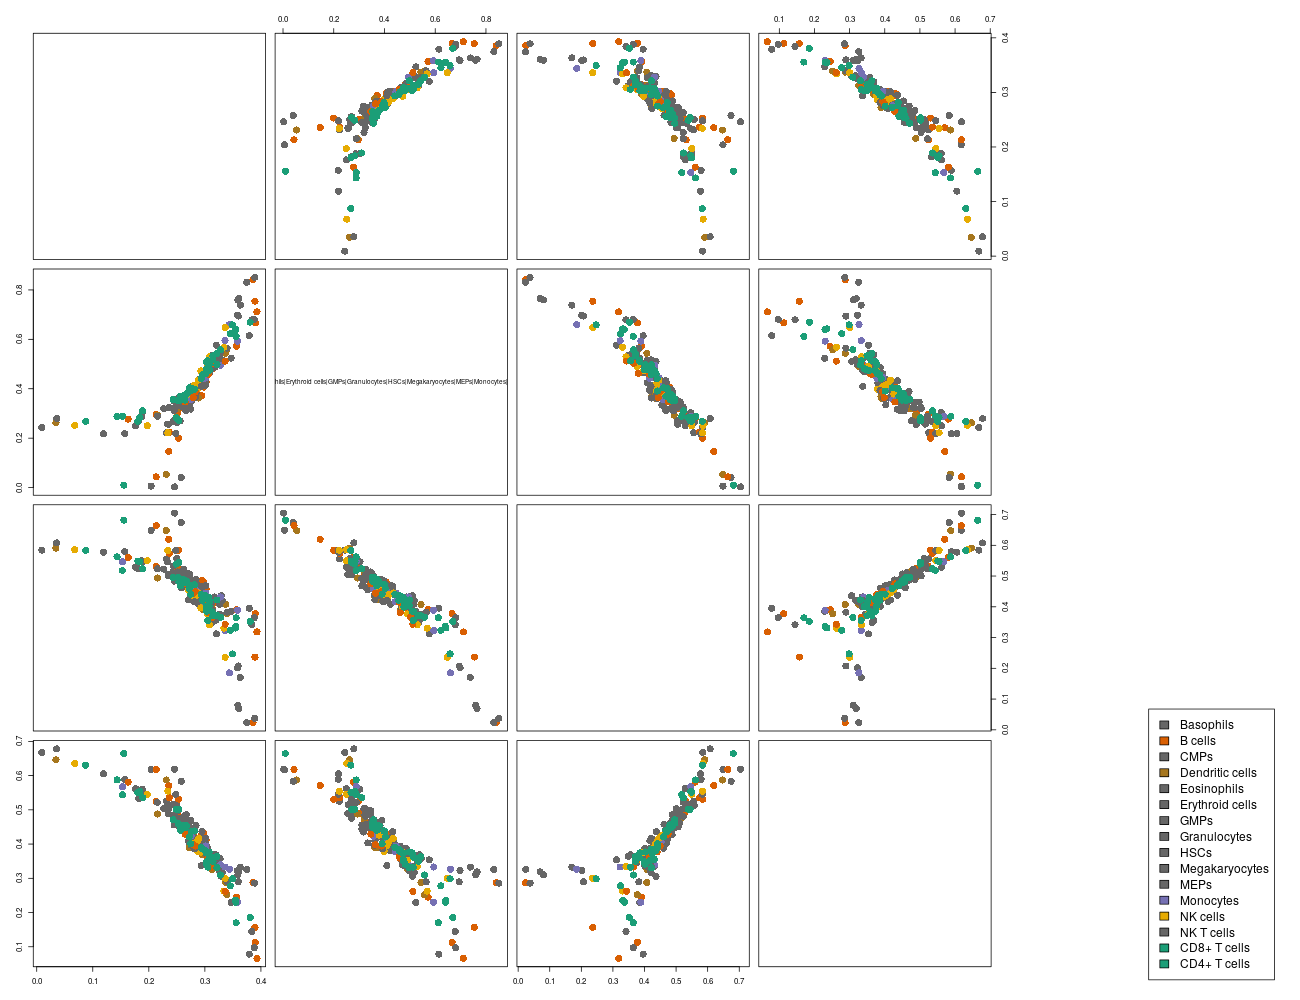 0.0 0.2 0.4 0.6 0.8
0.1 0.2 0.3 0.4 0.5 0.6 0.7
0.4
0.3
0.2
0.1
0.0
0.8
0.6
0.4
0.2
0.0
hils|Erythroid cells|GMPs|Granulocytes|HSCs|Megakaryocytes|MEPs|Monocytes|
0.7
0.6
0.5
0.4
0.3
0.2
0.1
0.0
0.7
0.6
0.5
0.4
0.3
0.2
0.1
0.0 0.1 0.2 0.3 0.4
0.0 0.1 0.2 0.3 0.4 0.5 0.6 0.7
Basophils
B cells
CMPs
Dendritic cells
Eosinophils
Erythroid cells
GMPs
Granulocytes
HSCs
Megakaryocytes
MEPs
Monocytes
NK cells
NK T cells
CD8+ T cells
CD4+ T cells